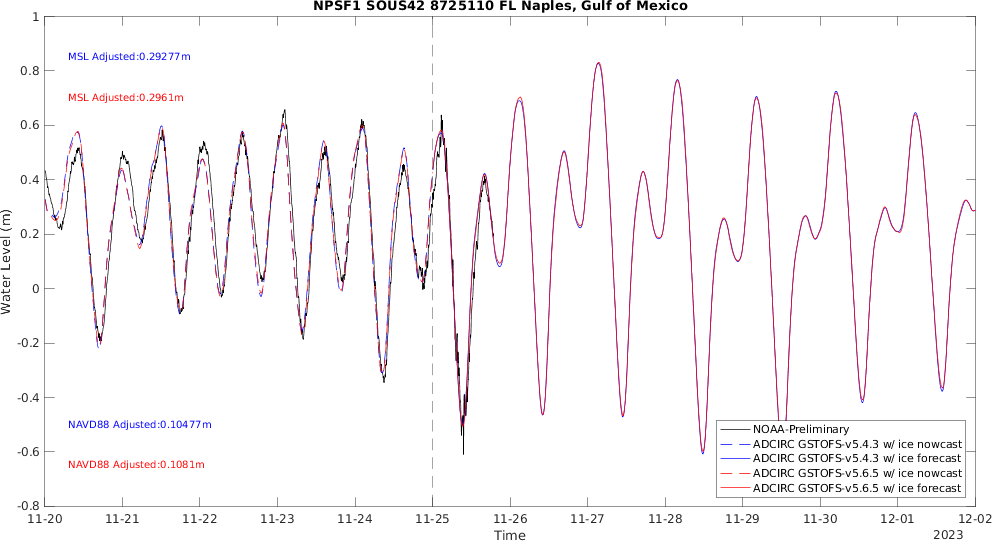 NPSF1 SOUS42 8725110 FL Naples, Gulf of Mexico
1
0.8
0.6
0.4
0.2
0
-0.2
-0.4
-0.6
-0.8
Water Level (m)
MSL Adjusted:0.29277m
MSL Adjusted:0.2961m
NAVD88 Adjusted:0.10477m
NAVD88 Adjusted:0.1081m
NOAA-Preliminary
ADCIRC GSTOFS-v5.4.3 w/ ice nowcast
ADCIRC GSTOFS-v5.4.3 w/ ice forecast
ADCIRC GSTOFS-v5.6.5 w/ ice nowcast
ADCIRC GSTOFS-v5.6.5 w/ ice forecast
11-20 11-21 11-22 11-23 11-24 11-25 11-26 11-27 11-28 11-29 11-30 12-01 12-02
Time
2023